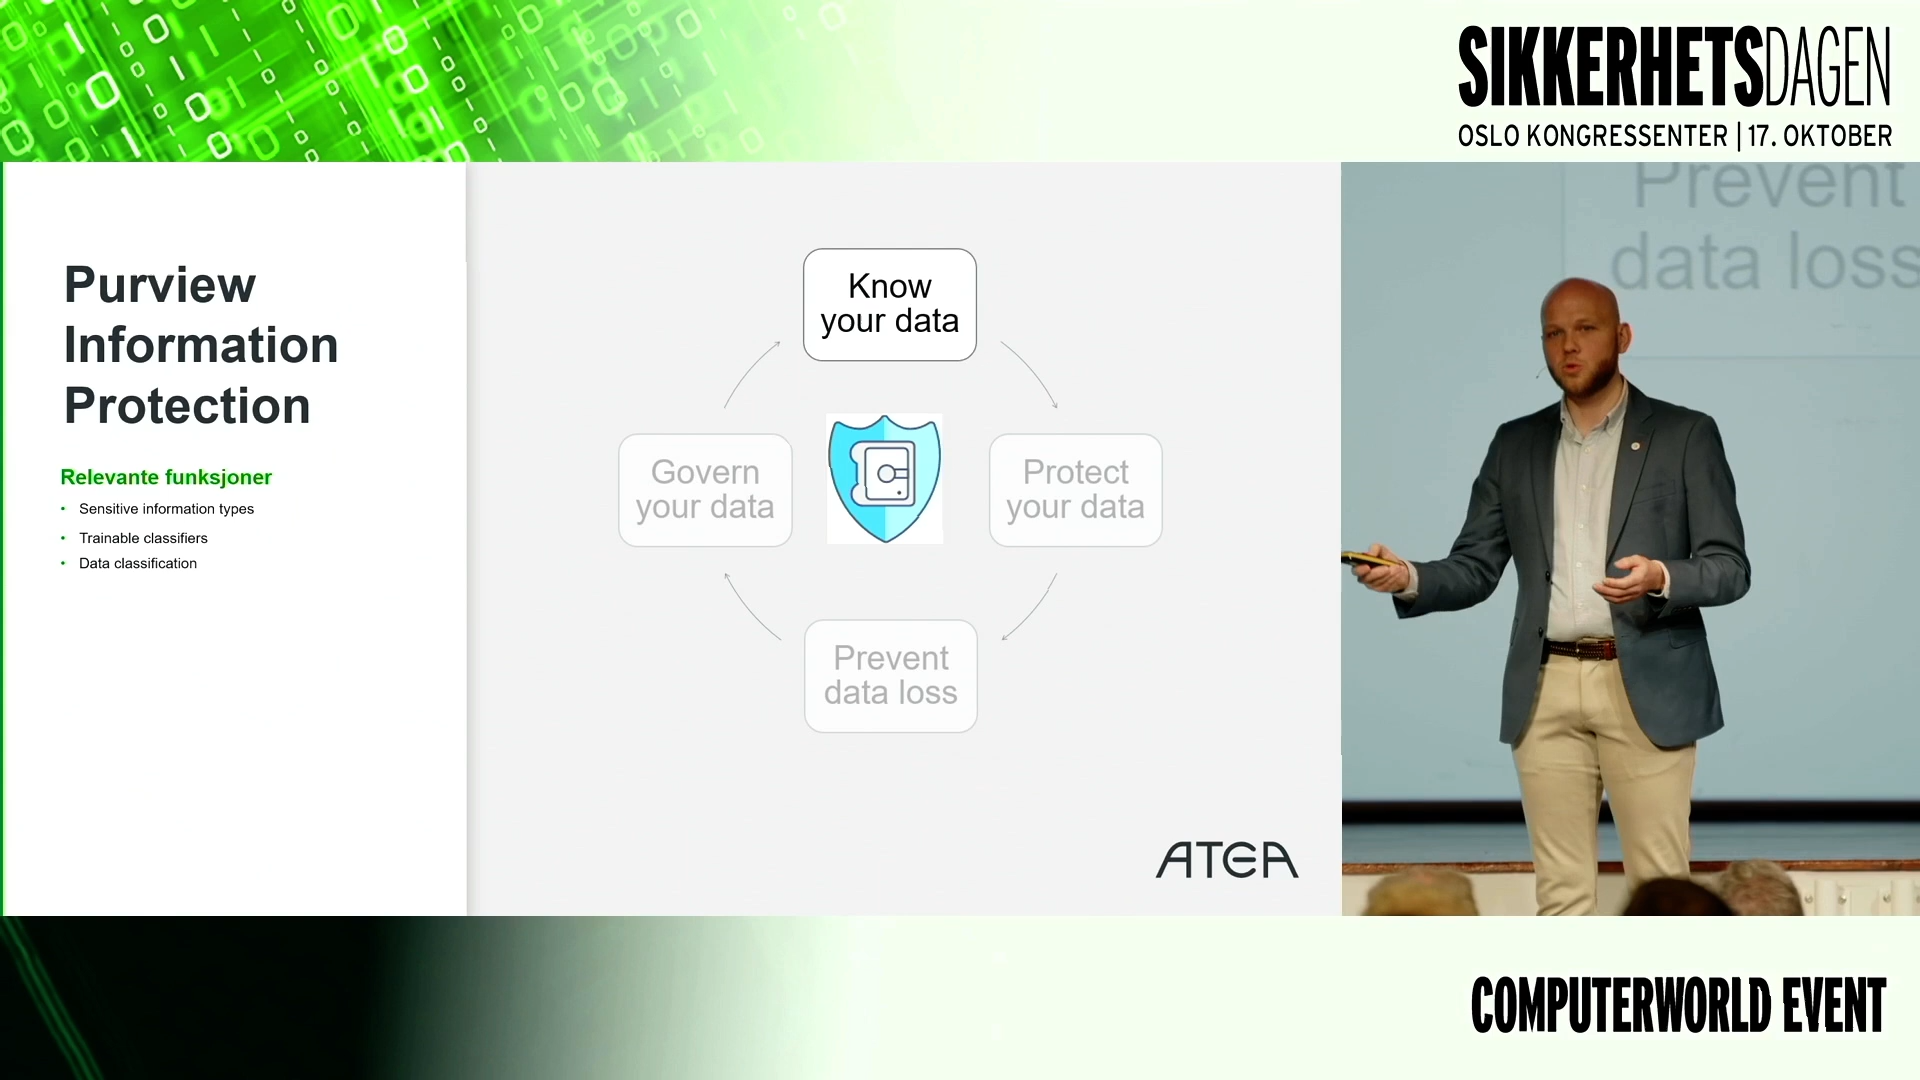 SIKKERHETSDAGEN
OSLO KONGRESSENTER | 17. OKTOBER
Purview
Information
Protection
Relevante funksjoner
• Sensitive information types
• Trainable classifiers
• Data classification
Know
your data
Govern
your data
Protect
your data
Prevent
data loss
ATEA
Prevent
data loss
COMPUTERWORLD EVENT